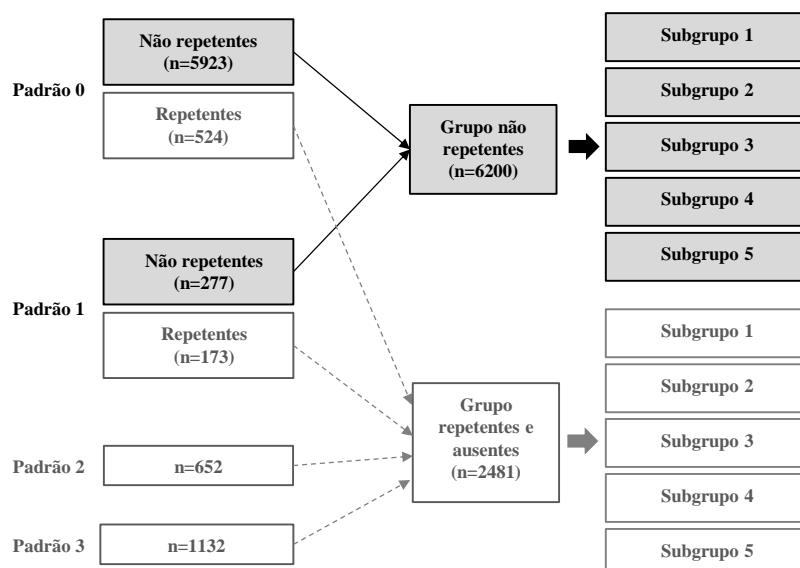 Padrão 0
Não repetentes
(n=5923)
Repetentes
(n=524)
Padrão 1
Não repetentes
(n=277)
Repetentes
(n=173)
Padrão 2
n=652
Padrão 3
n=1132
Grupo não
repetentes
(n=6200)
Grupo
repetentes e
ausentes
(n=2481)
Subgrupo 1
Subgrupo 2
Subgrupo 3
Subgrupo 4
Subgrupo 5
Subgrupo 1
Subgrupo 2
Subgrupo 3
Subgrupo 4
Subgrupo 5